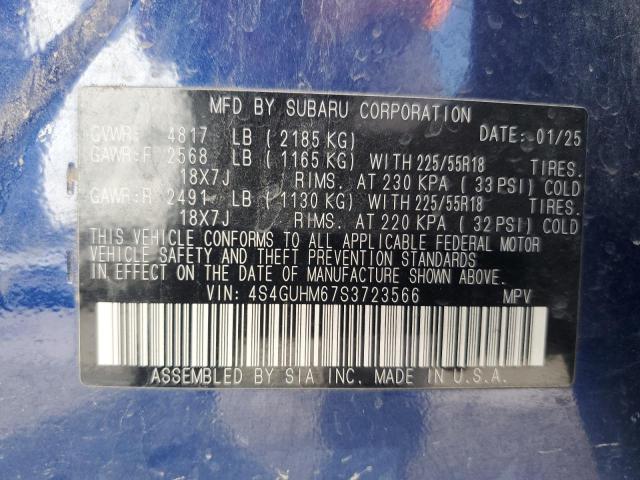 MFD BY SUBARU CORPORATION
GVWR: 4817 LB (2185 KG) DATE: 01/25
GAWR:F 2568 LB (1165 KG) WITH 225/55R18 TIRES.
18X7J RIMS. AT 230 KPA (33 PSI) COLD
GAWR:R 2491 LB (1130 KG) WITH 225/55R18 TIRES.
18X7J RIMS. AT 220 KPA (32 PSI) COLD
THIS VEHICLE CONFORMS TO ALL APPLICABLE FEDERAL MOTOR
VEHICLE SAFETY AND THEFT PREVENTION STANDARDS
IN EFFECT ON THE DATE OF MANUFACTURE SHOWN ABOVE.
VIN: 4S4GUHM67S3723566 MPV
ASSEMBLED BY SIA INC. MADE IN U.S.A.